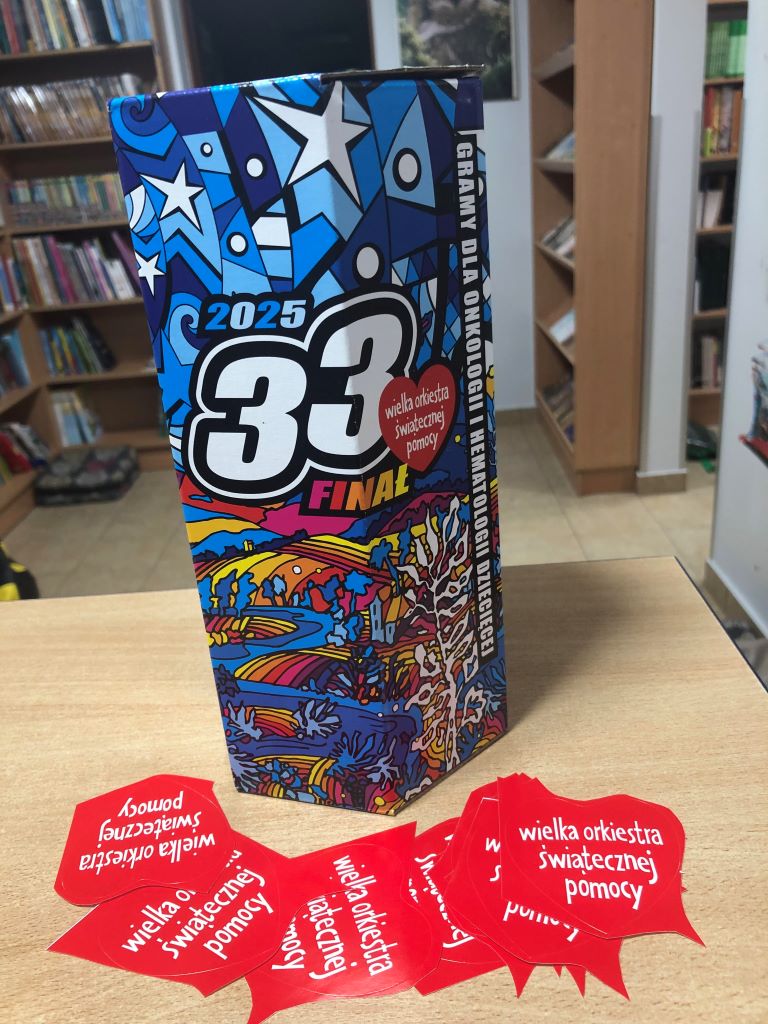 2025
33
FINAŁ
wielka orkiestra
świątecznej
pomocy
GRAMY DLA ONKOLOGII I HEMATOLOGII DZIECIĘCEJ
wielka orkiestra
świątecznej
pomocy
wielka
świątecznej
pomocy
wielka orkiestra
świątecznej
pomocy
wielka orkiestra
świątecznej
pomocy